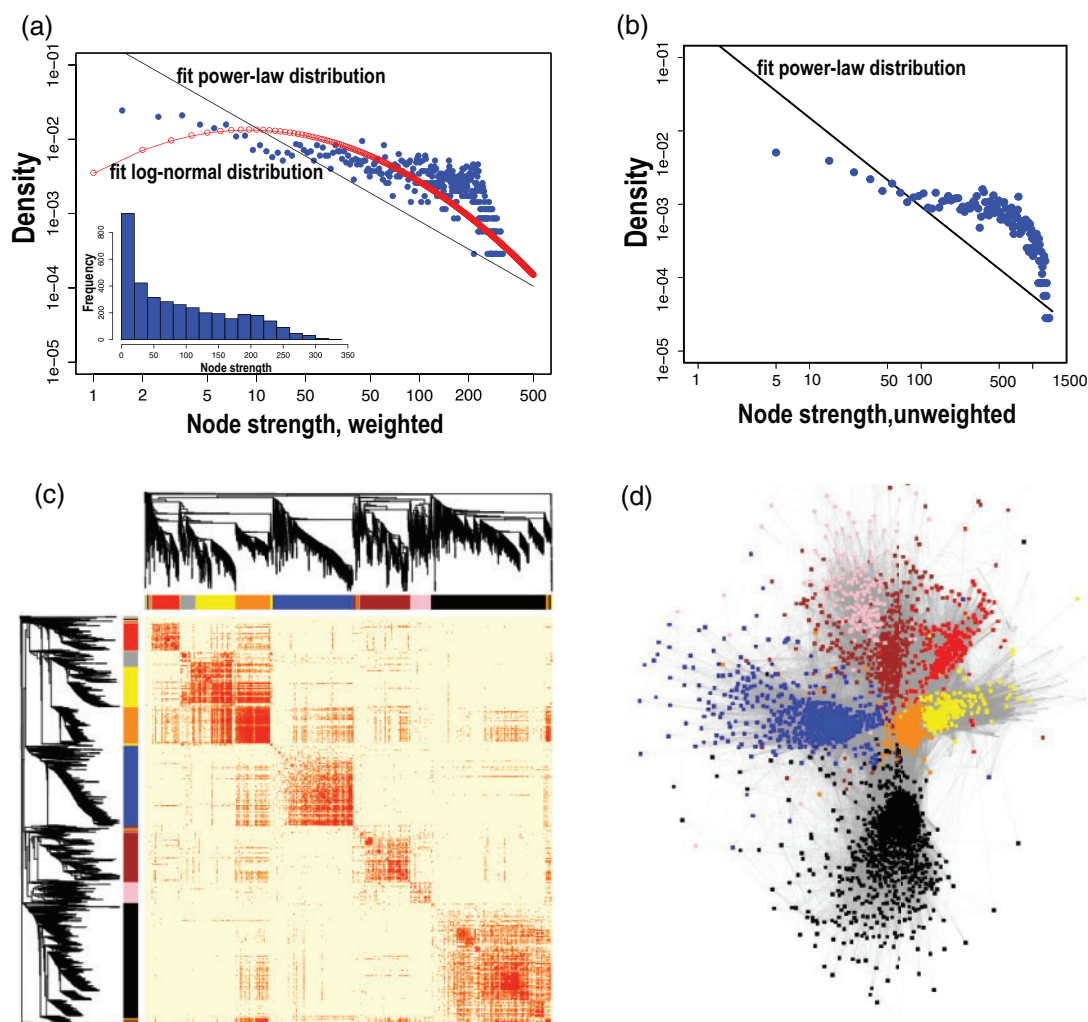 (a)
fit power-law distribution
fit log-normal distribution
Density
1e-01
1e-02
1e-03
1e-04
1e-05
Frequency
0 200 400 600 800
0 50 100 150 200 250 300 350
Node strength
1 2 5 10 20 50 100 200 500
Node strength, weighted
(b)
fit power-law distribution
Density
1e-01
1e-02
1e-03
1e-04
1e-05
1 5 10 50 100 500 1500
Node strength,unweighted
(c)
(d)